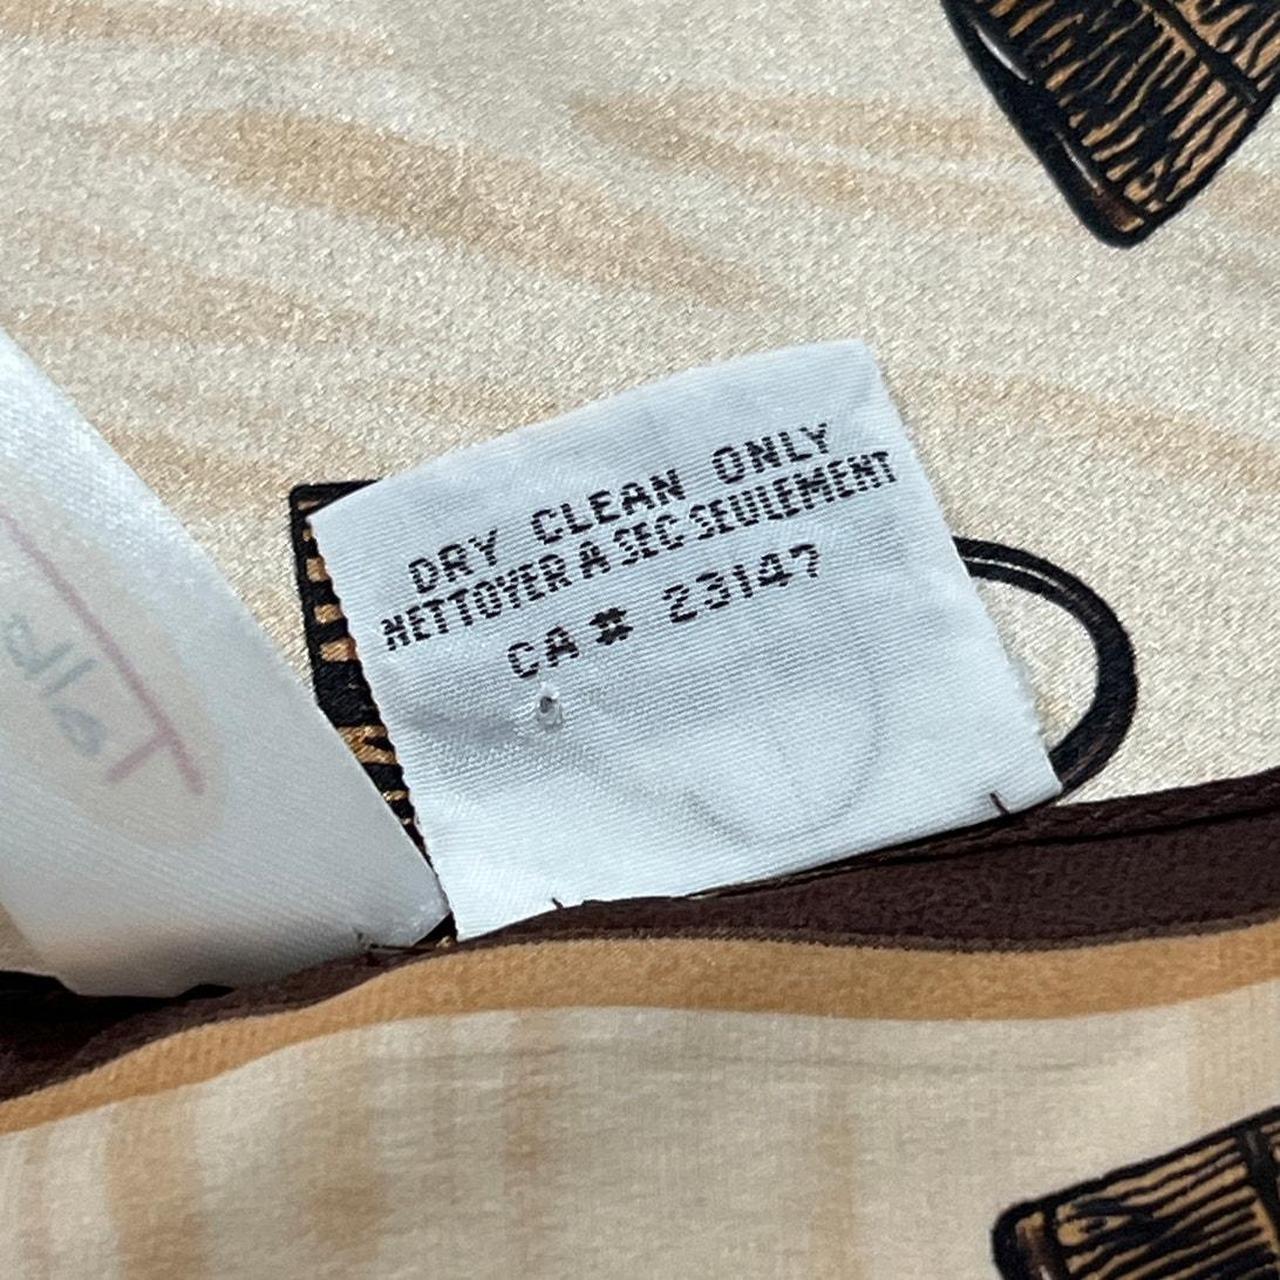 DRY CLEAN ONLY
NETTOYER A SEC SEULEMENT
CA# 23147